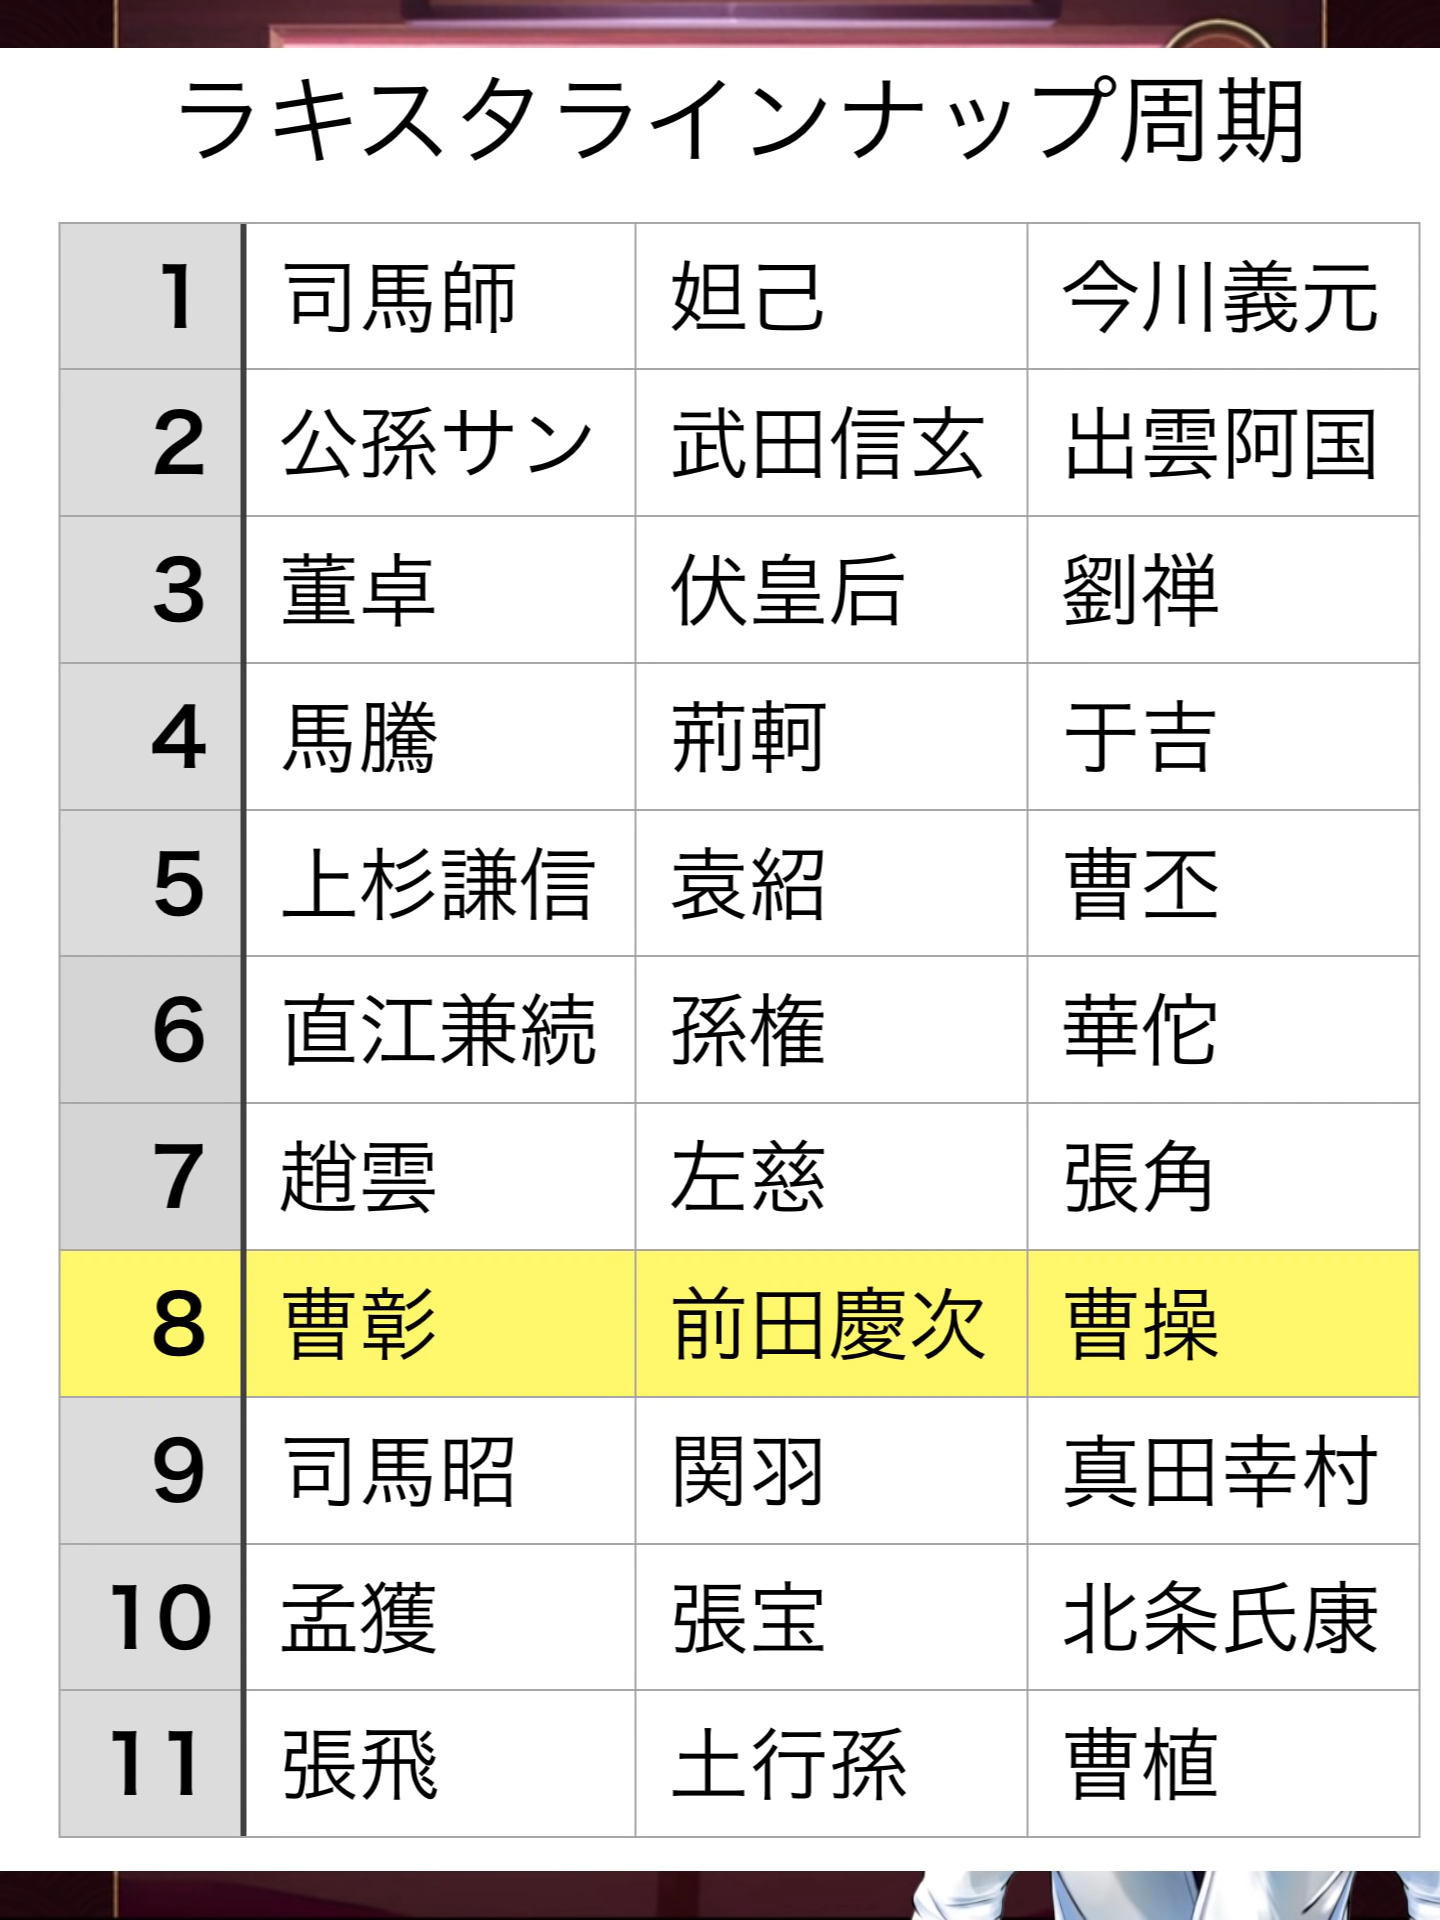 ラキスタラインナップ周期
1 司馬師 妲己 今川義元
2 公孫サン 武田信玄 出雲阿国
3 董卓 伏皇后 劉禅
4 馬騰 荊軻 于吉
5 上杉謙信 袁紹 曹丕
6 直江兼続 孫権 華佗
7 趙雲 左慈 張角
8 曹彰 前田慶次 曹操
9 司馬昭 関羽 真田幸村
10 孟獲 張宝 北条氏康
11 張飛 土行孫 曹植